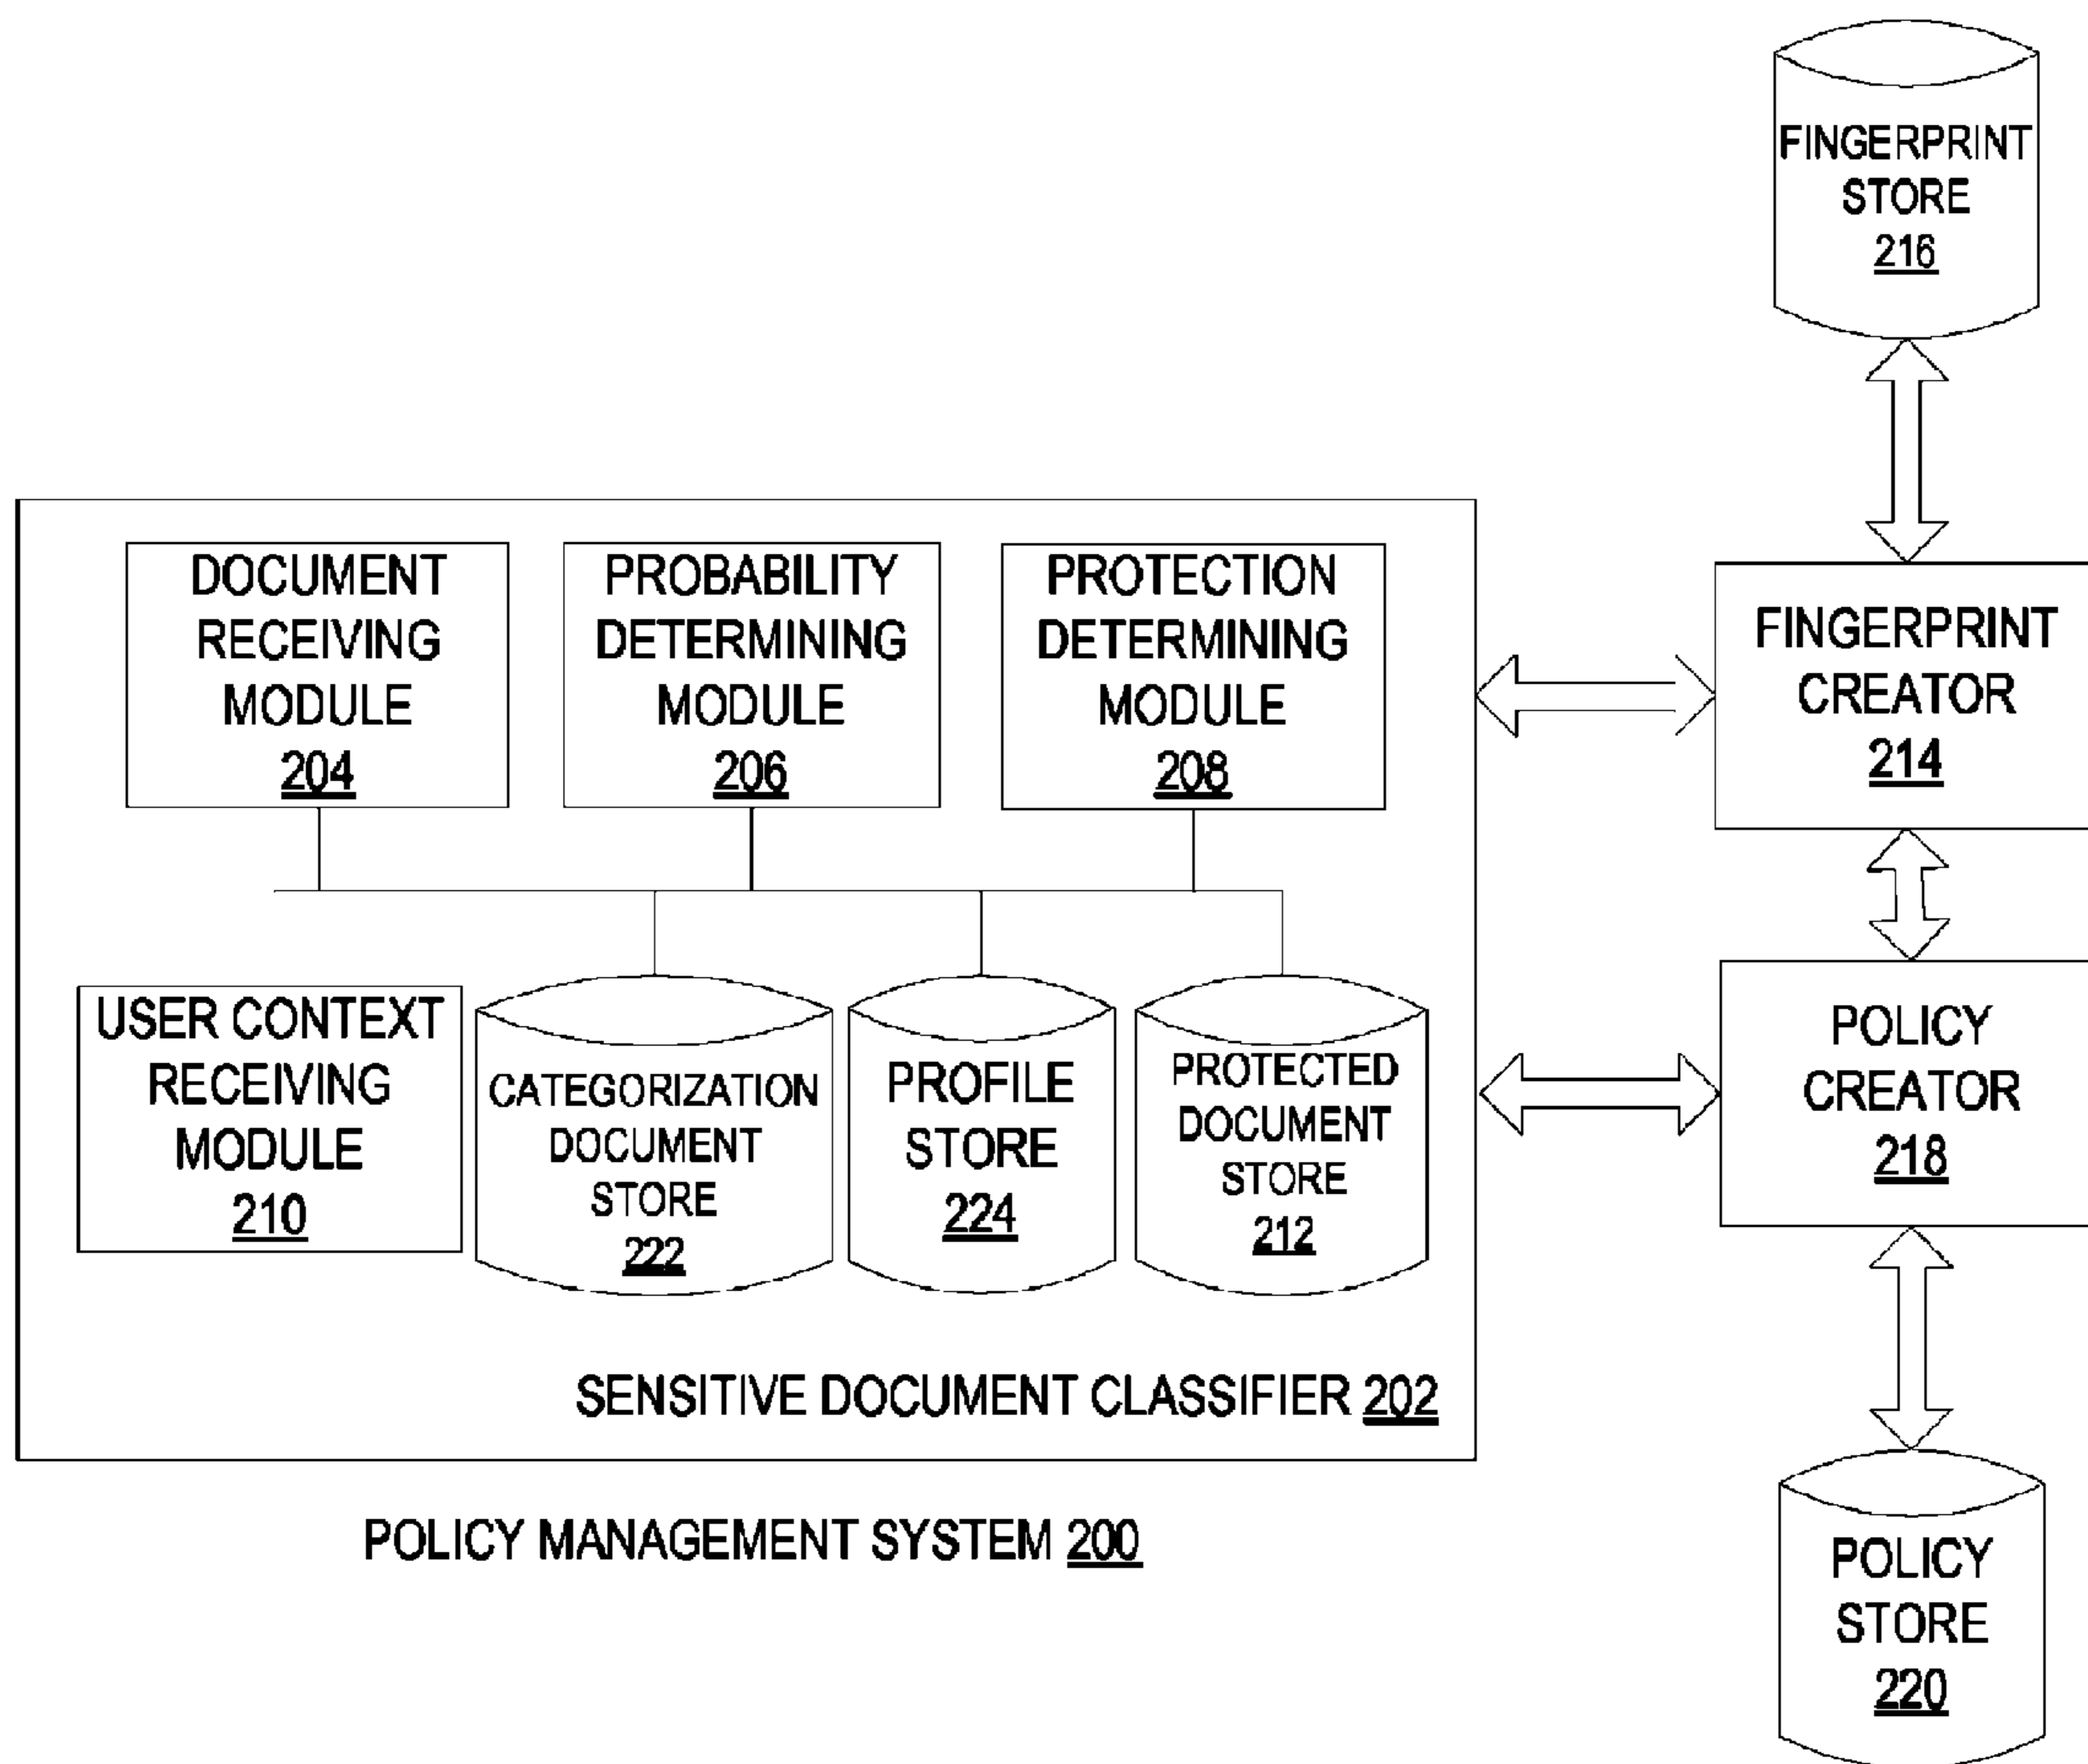 FINGERPRINT
STORE
216
DOCUMENT
RECEIVING
MODULE
204
PROBABILITY
DETERMINING
MODULE
206
PROTECTION
DETERMINING
MODULE
208
FINGERPRINT
CREATOR
214
USER CONTEXT
RECEIVING
MODULE
210
CATEGORIZATION
DOCUMENT
STORE
222
PROFILE
STORE
224
PROTECTED
DOCUMENT
STORE
212
POLICY
CREATOR
218
SENSITIVE DOCUMENT CLASSIFIER 202
POLICY MANAGEMENT SYSTEM 200
POLICY
STORE
220